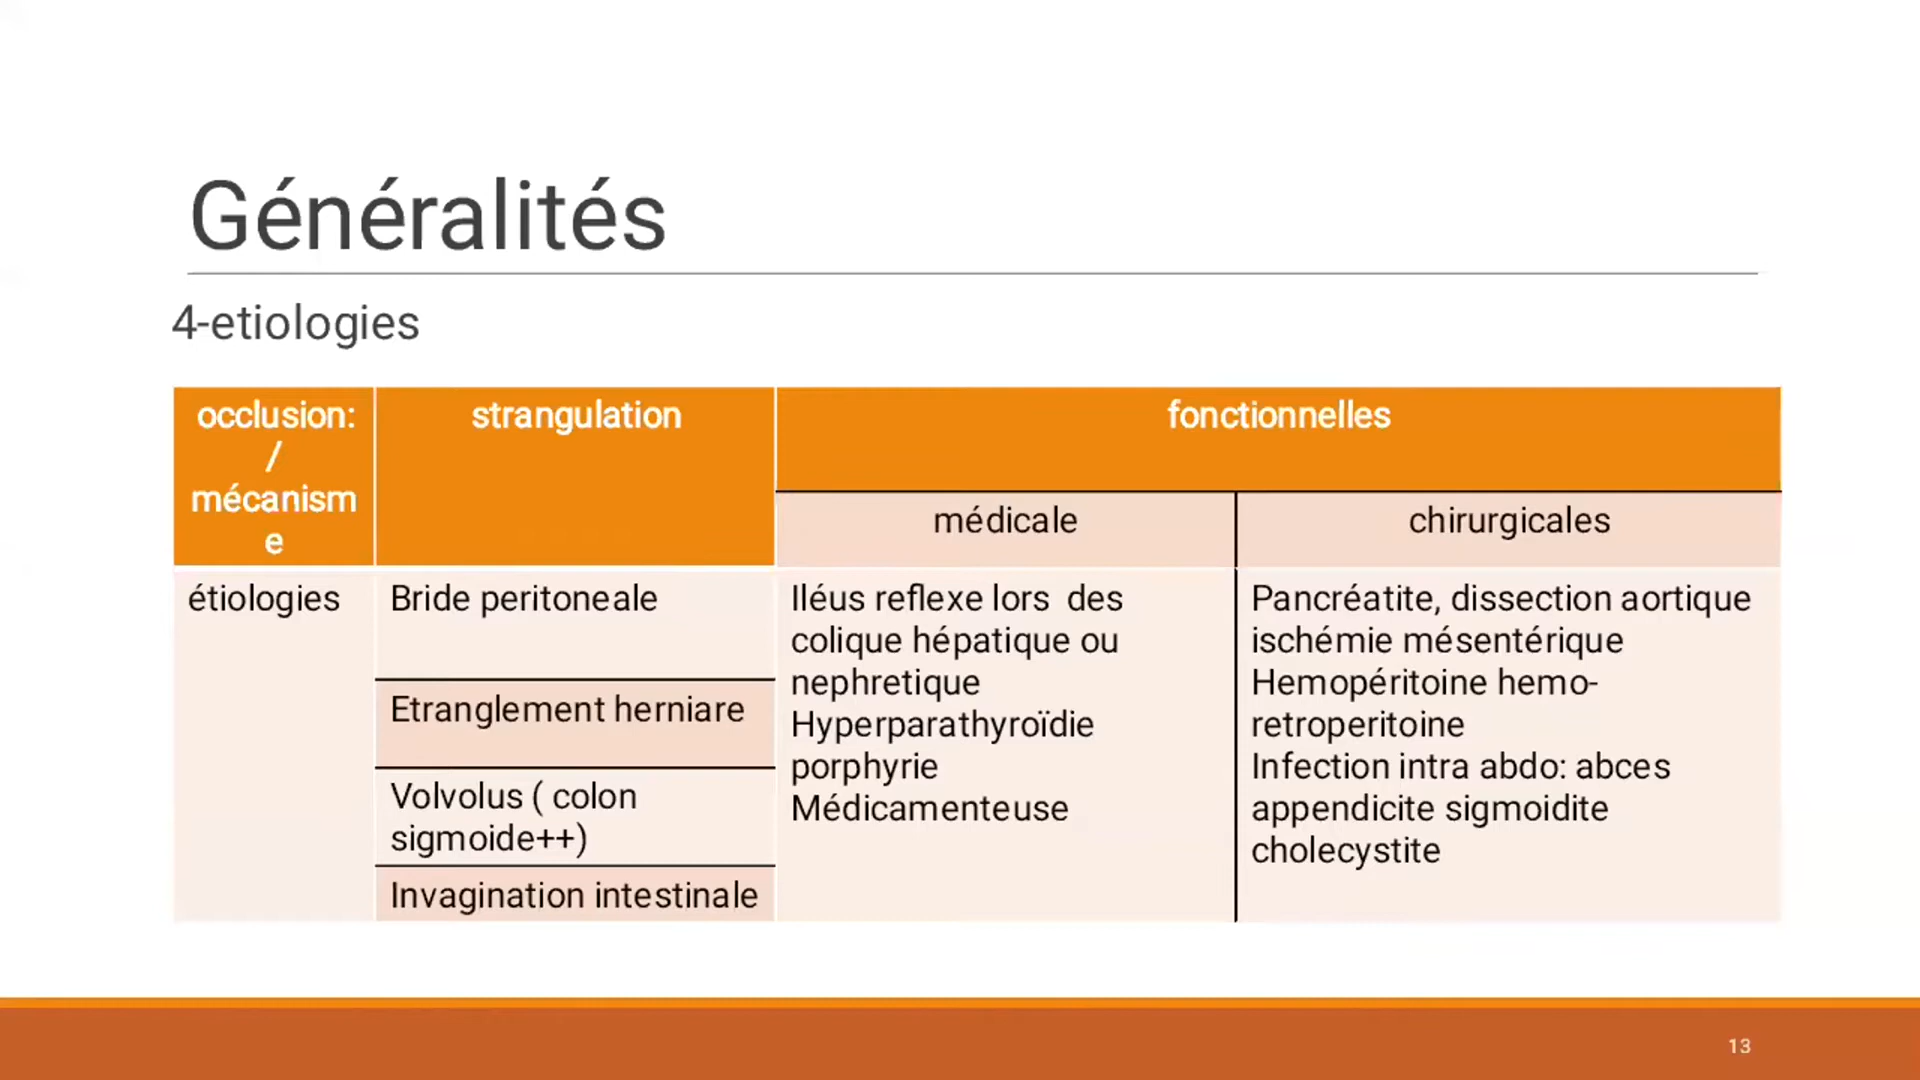 Généralités
4-etiologies
occlusion:
/
mécanism
e
strangulation
fonctionnelles
médicale
chirurgicales
étiologies
Bride peritoneale
Etranglement herniare
Volvolus ( colon
sigmoide++)
Invagination intestinale
Iléus reflexe lors  des
colique hépatique ou
nephretique
Hyperparathyroïdie
porphyrie
Médicamenteuse
Pancréatite, dissection aortique
ischémie mésentérique
Hemopéritoine hemo-
retroperitoine
Infection intra abdo: abces
appendicite sigmoidite
cholecystite
13